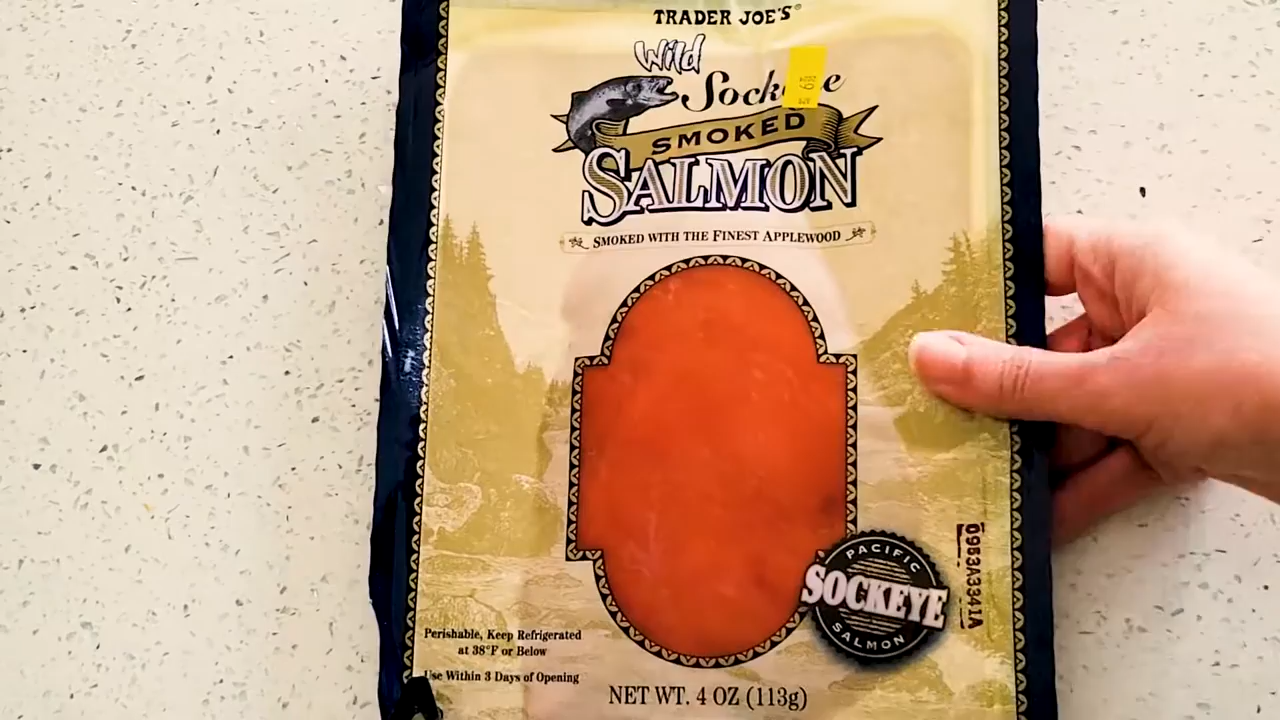 TRADER JOE'S®
Wild
Sock e
SMOKED
SALMON
SMOKED WITH THE FINEST APPLEWOOD
PACIFIC
SOCKEYE
SALMON
0953A3341A
Perishable, Keep Refrigerated
at 38°F or Below
Use Within 3 Days of Opening
NET WT. 4 OZ (113g)